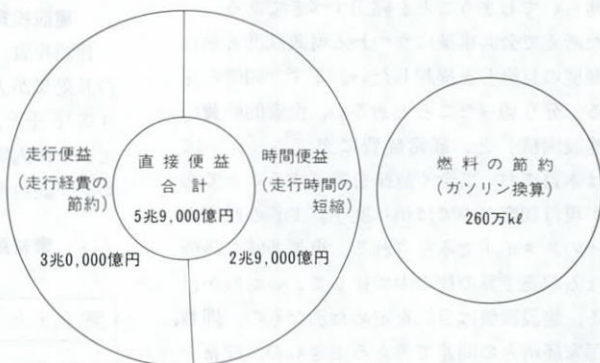 走行便益
(走行経費の
節約)
3兆0,000億円
直接便益
合計
5兆9,000億円
時間便益
(走行時間の
短縮)
2兆9,000億円
燃料の節約
(ガソリン換算)
260万kℓ